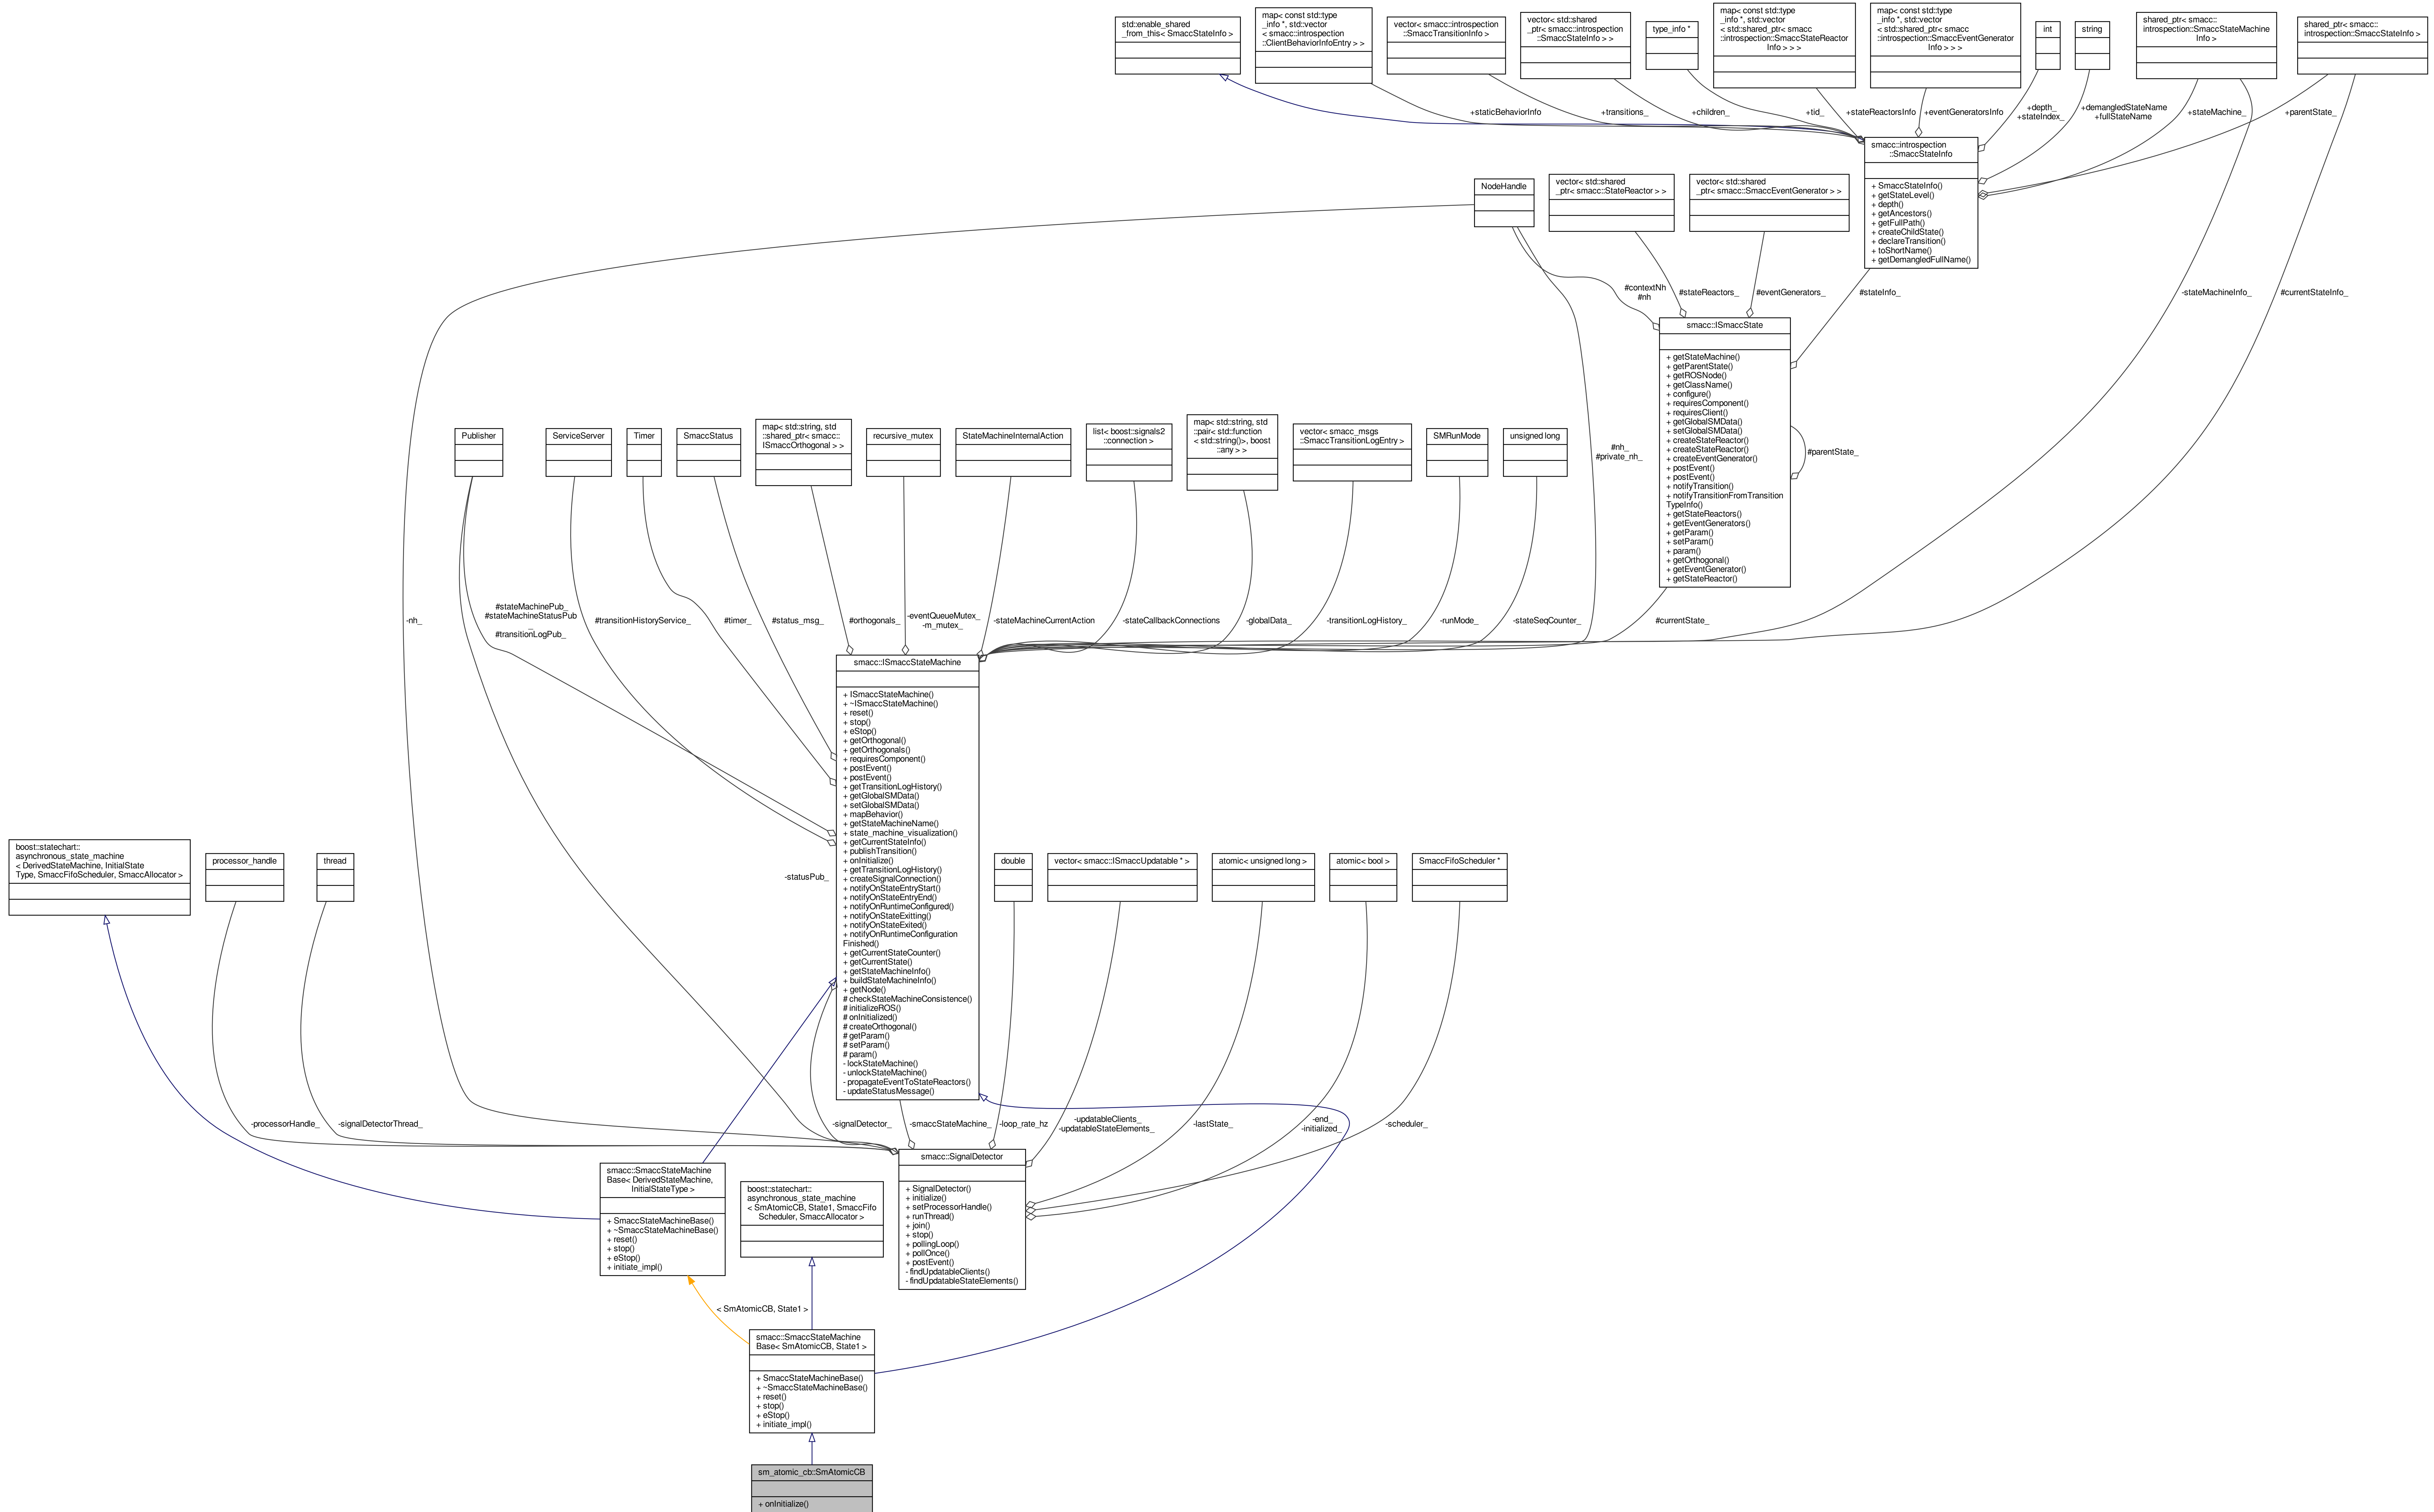 std::enable_shared
_from_this< SmaccStateInfo >
map< const std::type
_info *, std::vector
< smacc::introspection
::ClientBehaviorInfoEntry > >
vector< smacc::introspection
::SmaccTransitionInfo >
vector< std::shared
_ptr< smacc::introspection
::SmaccStateInfo > >
type_info *
map< const std::type
_info *, std::vector
< std::shared_ptr< smacc
::introspection::SmaccStateReactor
Info > > >
map< const std::type
_info *, std::vector
< std::shared_ptr< smacc
::introspection::SmaccEventGenerator
Info > > >
int
string
shared_ptr< smacc::
introspection::SmaccStateMachine
Info >
shared_ptr< smacc::
introspection::SmaccStateInfo >
+staticBehaviorInfo
+transitions_
+children_
+tid_
+stateReactorsInfo
+eventGeneratorsInfo
+depth_
+stateIndex_
+demangledStateName
+fullStateName
+stateMachine_
+parentState_
smacc::introspection
::SmaccStateInfo
+ SmaccStateInfo()
+ getStateLevel()
+ depth()
+ getAncestors()
+ getFullPath()
+ createChildState()
+ declareTransition()
+ toShortName()
+ getDemangledFullName()
NodeHandle
vector< std::shared
_ptr< smacc::StateReactor > >
vector< std::shared
_ptr< smacc::SmaccEventGenerator > >
#contextNh
#nh
#stateReactors_
#eventGenerators_
#stateInfo_
-stateMachineInfo_
#currentStateInfo_
smacc::ISmaccState
+ getStateMachine()
+ getParentState()
+ getROSNode()
+ getClassName()
+ configure()
+ requiresComponent()
+ requiresClient()
+ getGlobalSMData()
+ setGlobalSMData()
+ createStateReactor()
+ createStateReactor()
+ createEventGenerator()
+ postEvent()
+ postEvent()
+ notifyTransition()
+ notifyTransitionFromTransition
TypeInfo()
+ getStateReactors()
+ getEventGenerators()
+ getParam()
+ setParam()
+ param()
+ getOrthogonal()
+ getEventGenerator()
+ getStateReactor()
#parentState_
Publisher
ServiceServer
Timer
SmaccStatus
map< std::string, std
::shared_ptr< smacc::
ISmaccOrthogonal > >
recursive_mutex
StateMachineInternalAction
list< boost::signals2
::connection >
map< std::string, std
::pair< std::function
< std::string()>, boost
::any > >
vector< smacc_msgs
::SmaccTransitionLogEntry >
SMRunMode
unsigned long
#nh_
#private_nh_
-nh_
#stateMachinePub_
#stateMachineStatusPub
_
#transitionLogPub_
#transitionHistoryService_
#timer_
#status_msg_
#orthogonals_
-eventQueueMutex_
-m_mutex_
-stateMachineCurrentAction
-stateCallbackConnections
-globalData_
-transitionLogHistory_
-runMode_
-stateSeqCounter_
#currentState_
smacc::ISmaccStateMachine
+ ISmaccStateMachine()
+ ~ISmaccStateMachine()
+ reset()
+ stop()
+ eStop()
+ getOrthogonal()
+ getOrthogonals()
+ requiresComponent()
+ postEvent()
+ postEvent()
+ getTransitionLogHistory()
+ getGlobalSMData()
+ setGlobalSMData()
+ mapBehavior()
+ getStateMachineName()
+ state_machine_visualization()
+ getCurrentStateInfo()
+ publishTransition()
+ onInitialize()
+ getTransitionLogHistory()
+ createSignalConnection()
+ notifyOnStateEntryStart()
+ notifyOnStateEntryEnd()
+ notifyOnRuntimeConfigured()
+ notifyOnStateExitting()
+ notifyOnStateExited()
+ notifyOnRuntimeConfiguration
Finished()
+ getCurrentStateCounter()
+ getCurrentState()
+ getStateMachineInfo()
+ buildStateMachineInfo()
+ getNode()
# checkStateMachineConsistence()
# initializeROS()
# onInitialized()
# createOrthogonal()
# getParam()
# setParam()
# param()
- lockStateMachine()
- unlockStateMachine()
- propagateEventToStateReactors()
- updateStatusMessage()
boost::statechart::
asynchronous_state_machine
< DerivedStateMachine, InitialState
Type, SmaccFifoScheduler, SmaccAllocator >
processor_handle
thread
-statusPub_
double
vector< smacc::ISmaccUpdatable * >
atomic< unsigned long >
atomic< bool >
SmaccFifoScheduler *
-processorHandle_
-signalDetectorThread_
-signalDetector_
-smaccStateMachine_
-loop_rate_hz
-updatableClients_
-updatableStateElements_
-lastState_
-end_
-initialized_
-scheduler_
smacc::SmaccStateMachine
Base< DerivedStateMachine,
InitialStateType >
+ SmaccStateMachineBase()
+ ~SmaccStateMachineBase()
+ reset()
+ stop()
+ eStop()
+ initiate_impl()
boost::statechart::
asynchronous_state_machine
< SmAtomicCB, State1, SmaccFifo
Scheduler, SmaccAllocator >
smacc::SignalDetector
+ SignalDetector()
+ initialize()
+ setProcessorHandle()
+ runThread()
+ join()
+ stop()
+ pollingLoop()
+ pollOnce()
+ postEvent()
- findUpdatableClients()
- findUpdatableStateElements()
< SmAtomicCB, State1 >
smacc::SmaccStateMachine
Base< SmAtomicCB, State1 >
+ SmaccStateMachineBase()
+ ~SmaccStateMachineBase()
+ reset()
+ stop()
+ eStop()
+ initiate_impl()
sm_atomic_cb::SmAtomicCB
+ onInitialize()